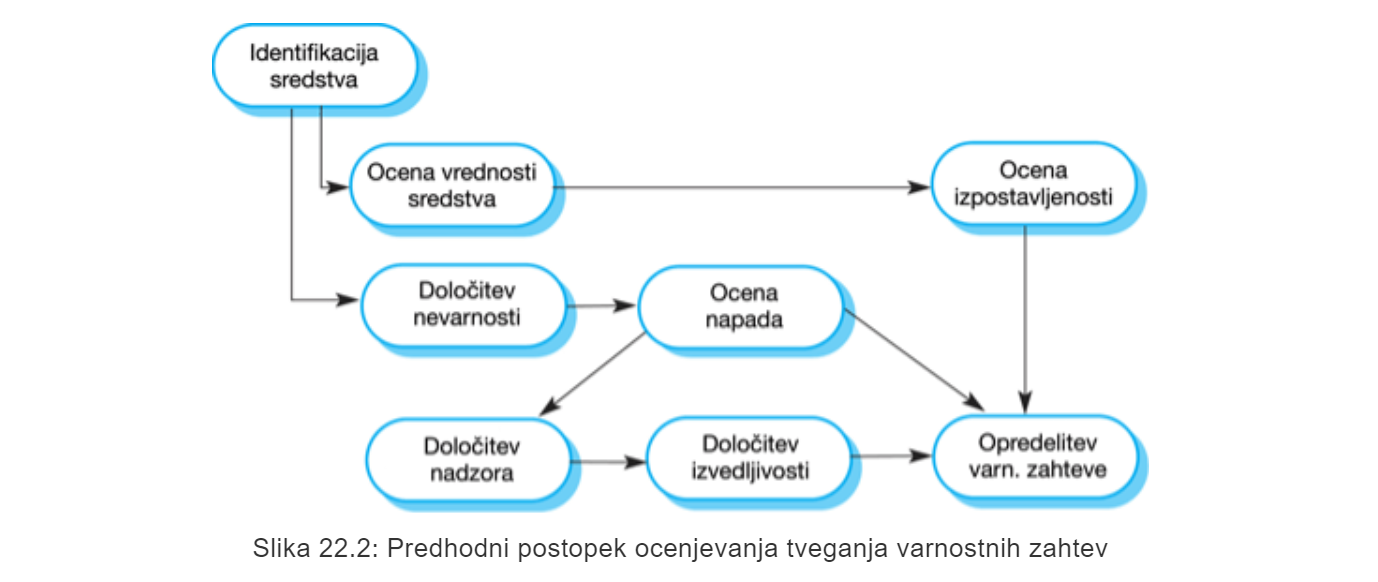 Identifikacija
sredstva
Ocena vrednosti
sredstva
Ocena
izpostavljenosti
Določitev
nevarnosti
Ocena
napada
Določitev
nadzora
Določitev
izvedljivosti
Opredelitev
varn. zahteve
Slika 22.2: Predhodni postopek ocenjevanja tveganja varnostnih zahtev